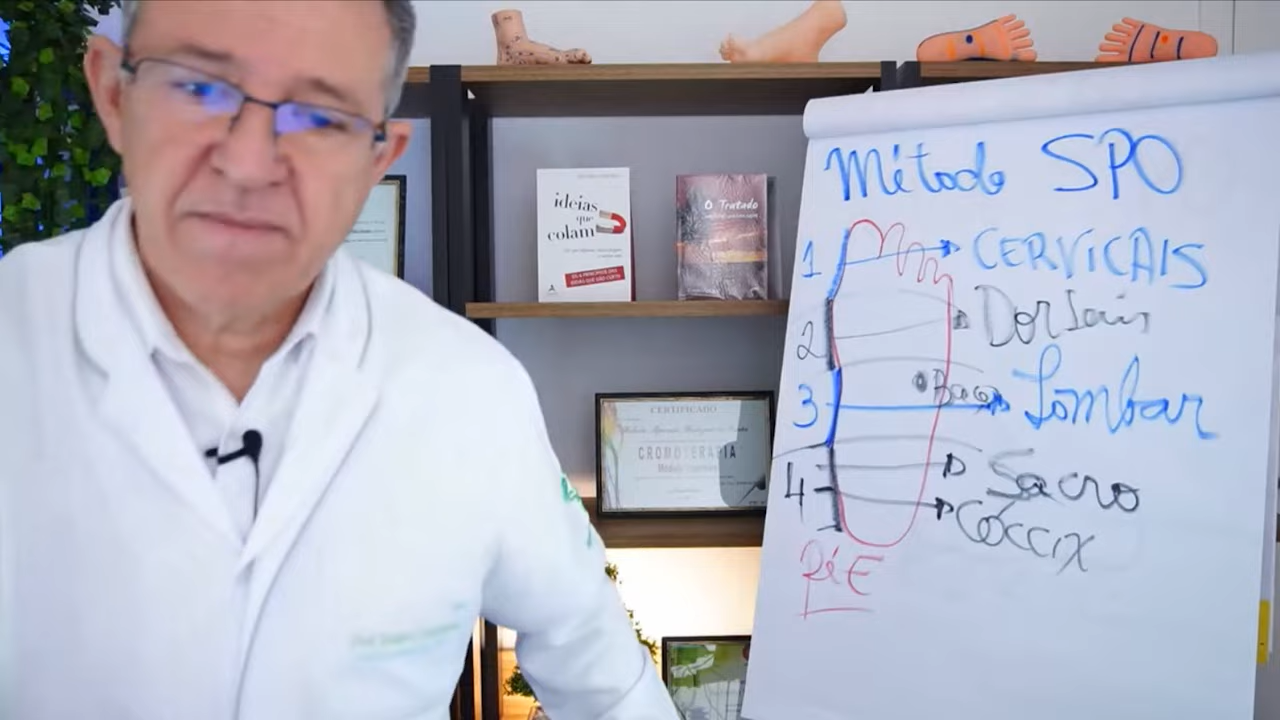 Método SPO
1 CERVICAIS
2 Dorsais
Baço
3 Lombar
4 Sacro
Cóccix
Pé E
ideias
que
colam
O Tratado
CERTIFICADO
CROMOTERAPIA